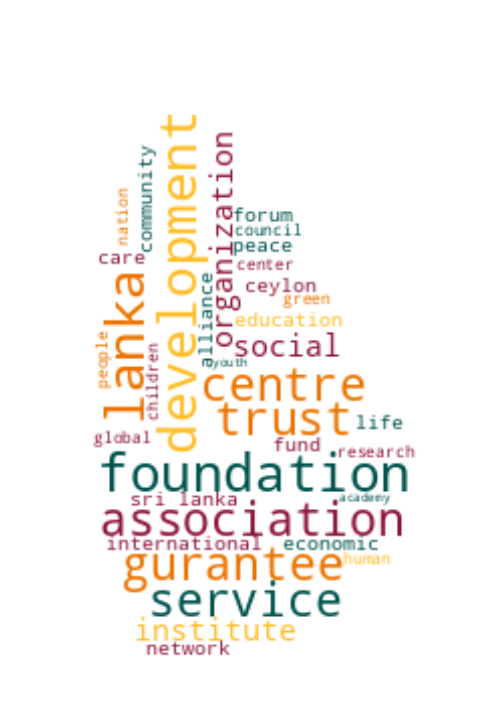 development
community
organization
nation
forum
council
peace
care
center
lanka
alliance
ceylon
green
education
people
children
social
youth
centre
trust
life
global
fund
research
foundation
sri lanka
academy
association
international
economic
gurantee
human
service
institute
network